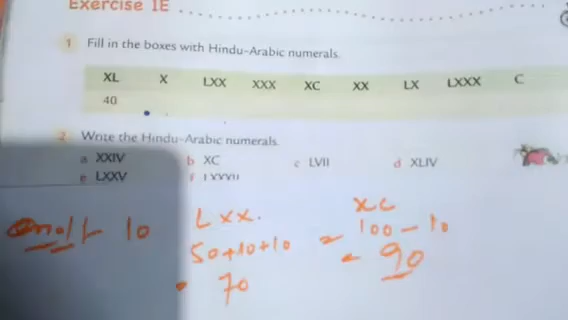 Exercise 1E
1 Fill in the boxes with Hindu-Arabic numerals.
XL X LXX XXX XC XX LX LXXX C
40
2 Write the Hindu-Arabic numerals.
a XXIV b XC c LVII d XLIV
e LXXV f LXXXII
10
LXX.
50+10+10
= 70
XC
= 100 - 10
= 90